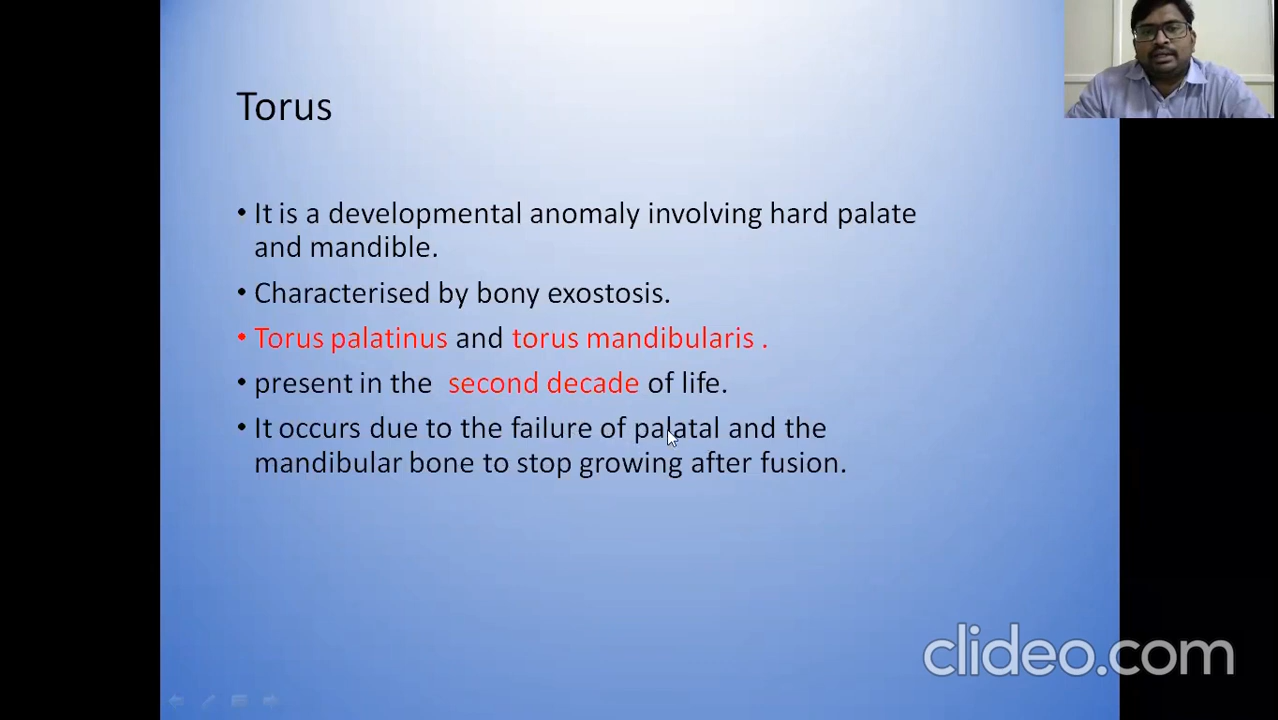 Torus
• It is a developmental anomaly involving hard palate
and mandible.
• Characterised by bony exostosis.
• Torus palatinus and torus mandibularis .
• present in the  second decade of life.
• It occurs due to the failure of palatal and the
mandibular bone to stop growing after fusion.
clideo.com